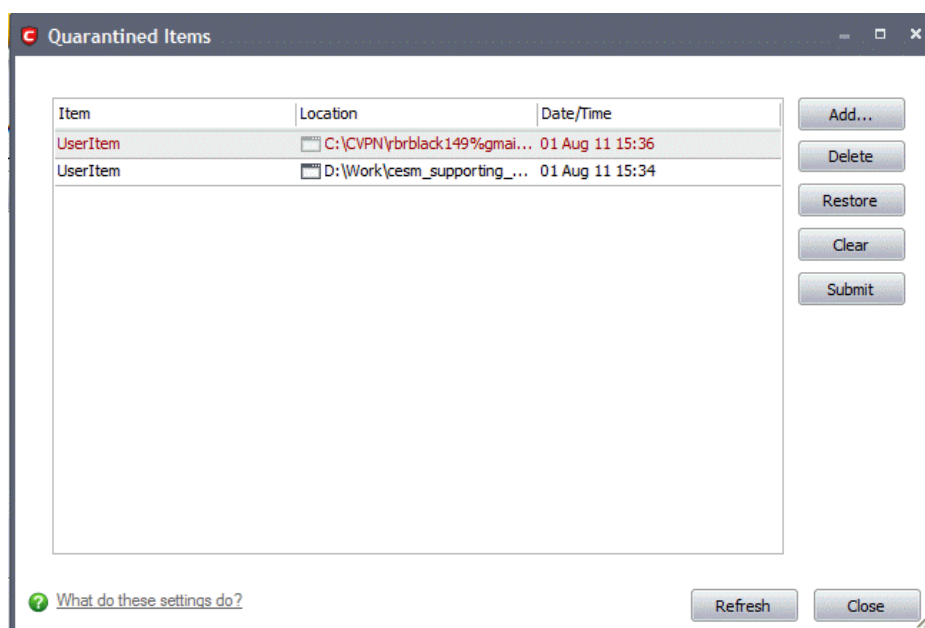 Quarantined Items
Item Location Date/Time
UserItem C:\CVPN\rbrblack149%gmai... 01 Aug 11 15:36
UserItem D:\Work\cesm_supporting_... 01 Aug 11 15:34
Add...
Delete
Restore
Clear
Submit
What do these settings do?
Refresh Close